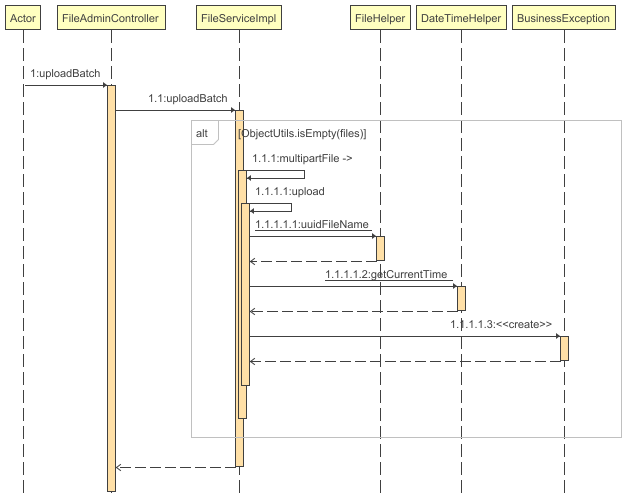 Actor
FileAdminController
FileServiceImpl
FileHelper
DateTimeHelper
BusinessException
1:uploadBatch
1.1:uploadBatch
alt
[ObjectUtils.isEmpty(files)]
1.1.1:multipartFile ->
1.1.1.1:upload
1.1.1.1.1:uuidFileName
1.1.1.1.2:getCurrentTime
1.1.1.1.3:<<create>>